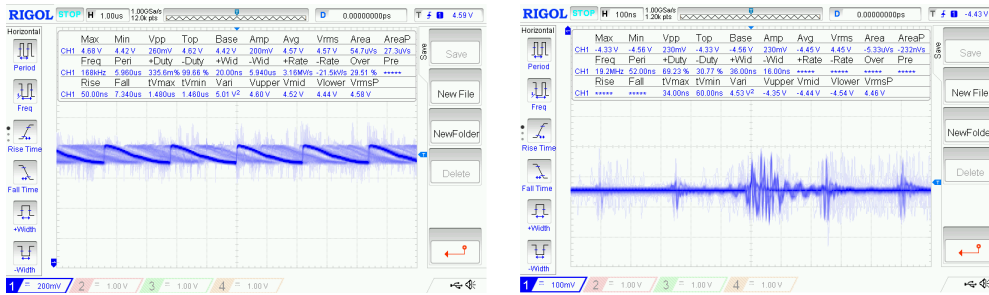 RIGOL STOP H 1.00us 1.00GSa/s 12.0k pts D 0.00000000ps T 1 4.59 V
Horizontal
Max Min Vpp Top Base Amp Avg Vrms Area AreaP
CH1 4.68 V 4.42 V 260mV 4.62 V 4.42 V 200mV 4.57 V 4.57 V 54.7uVs 27.3uVs
Freq Peri +Duty -Duty +Wid -Wid +Rate -Rate Over Pre
CH1 168kHz 5.960us 335.6m% 99.66 % 20.00ns 5.940us 3.16MV/s -21.5kV/s 29.51 % *****
Rise Fall tVmax tVmin Vari Vupper Vmid Vlower VrmsP
CH1 50.00ns 7.340us 1.480us 1.460us 5.01 V² 4.60 V 4.52 V 4.44 V 4.58 V
Period
Freq
Rise Time
Fall Time
+Width
-Width
Save
Save
New File
NewFolder
Delete
1 = 200mV 2 = 1.00 V 3 = 1.00 V 4 = 1.00 V
RIGOL STOP H 100ns 1.00GSa/s 1.20k pts D 0.00000000ps T 1 -4.43 V
Horizontal
Max Min Vpp Top Base Amp Avg Vrms Area AreaP
CH1 -4.33 V -4.56 V 230mV -4.33 V -4.56 V 230mV -4.45 V 4.45 V -5.33uVs -232nVs
Freq Peri +Duty -Duty +Wid -Wid +Rate -Rate Over Pre
CH1 19.2MHz 52.00ns 69.23 % 30.77 % 36.00ns 16.00ns ***** ***** ***** *****
Rise Fall tVmax tVmin Vari Vupper Vmid Vlower VrmsP
CH1 ***** ***** 34.00ns 60.00ns 4.53 V² -4.35 V -4.44 V -4.54 V 4.46 V
Period
Freq
Rise Time
Fall Time
+Width
-Width
Save
Save
New File
NewFolde
Delete
1 = 100mV 2 = 1.00 V 3 = 1.00 V 4 = 1.00 V